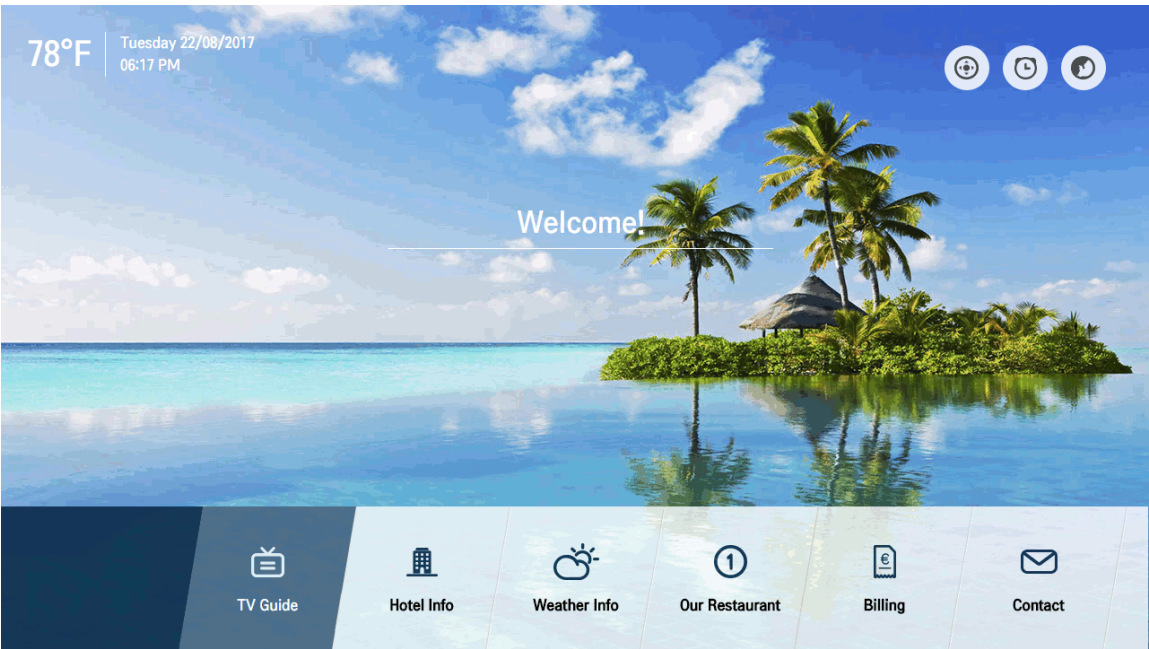 78°F
Tuesday 22/08/2017
06:17 PM
Welcome!
TV Guide
Hotel Info
Weather Info
1
Our Restaurant
€
Billing
Contact